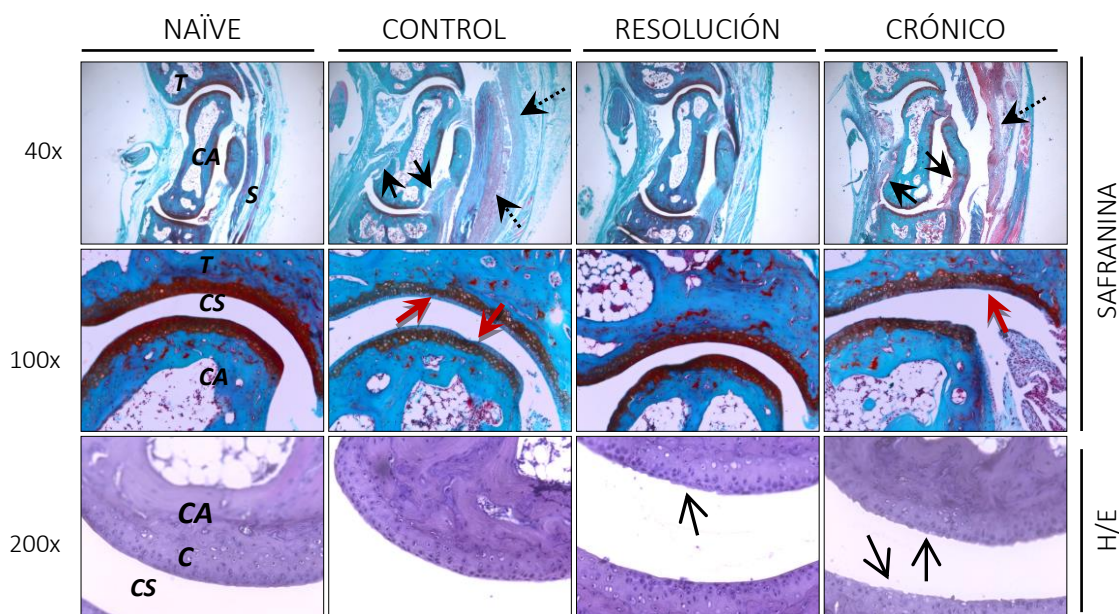 NAÏVE CONTROL RESOLUCIÓN CRÓNICO
40x
T
CA
S
SAFRANINA
100x
T
CS
CA
200x
CA
C
CS
H/E